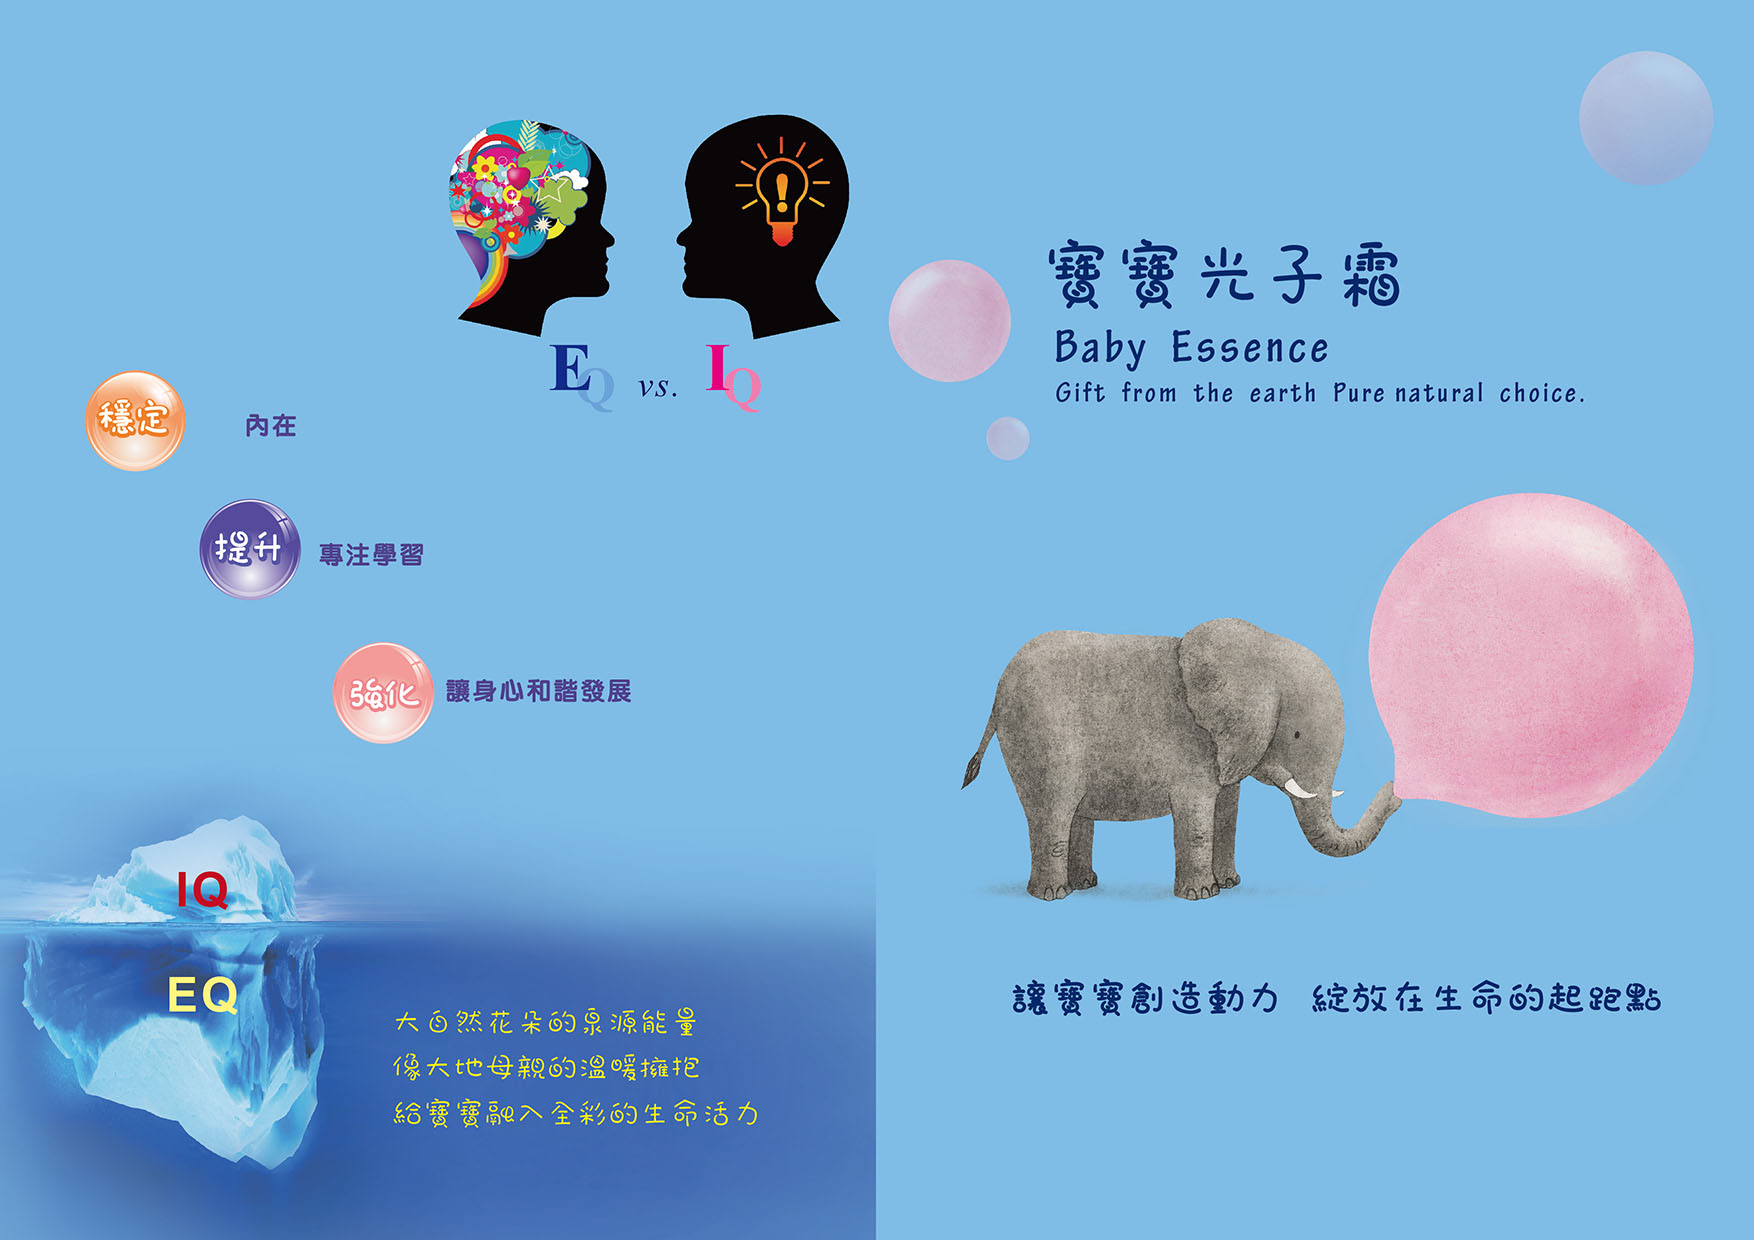 EQ vs. IQ
穩定 內在
提升 專注學習
強化 讓身心和諧發展
IQ
EQ
大自然花朵的泉源能量
像大地母親的溫暖擁抱
給寶寶融入全彩的生命活力
寶寶光子霜
Baby Essence
Gift from the earth Pure natural choice.
讓寶寶創造動力 綻放在生命的起跑點